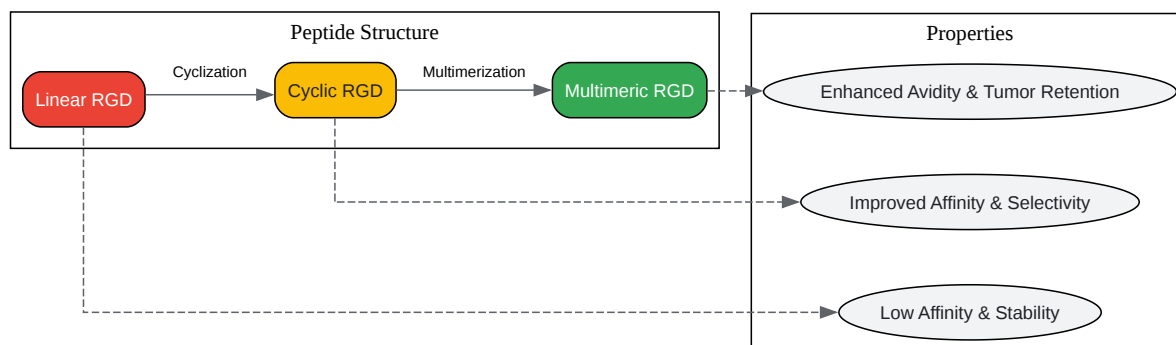 Peptide Structure
Properties
Cyclization
Multimerization
Linear RGD
Cyclic RGD
Multimeric RGD
Enhanced Avidity & Tumor Retention
Improved Affinity & Selectivity
Low Affinity & Stability